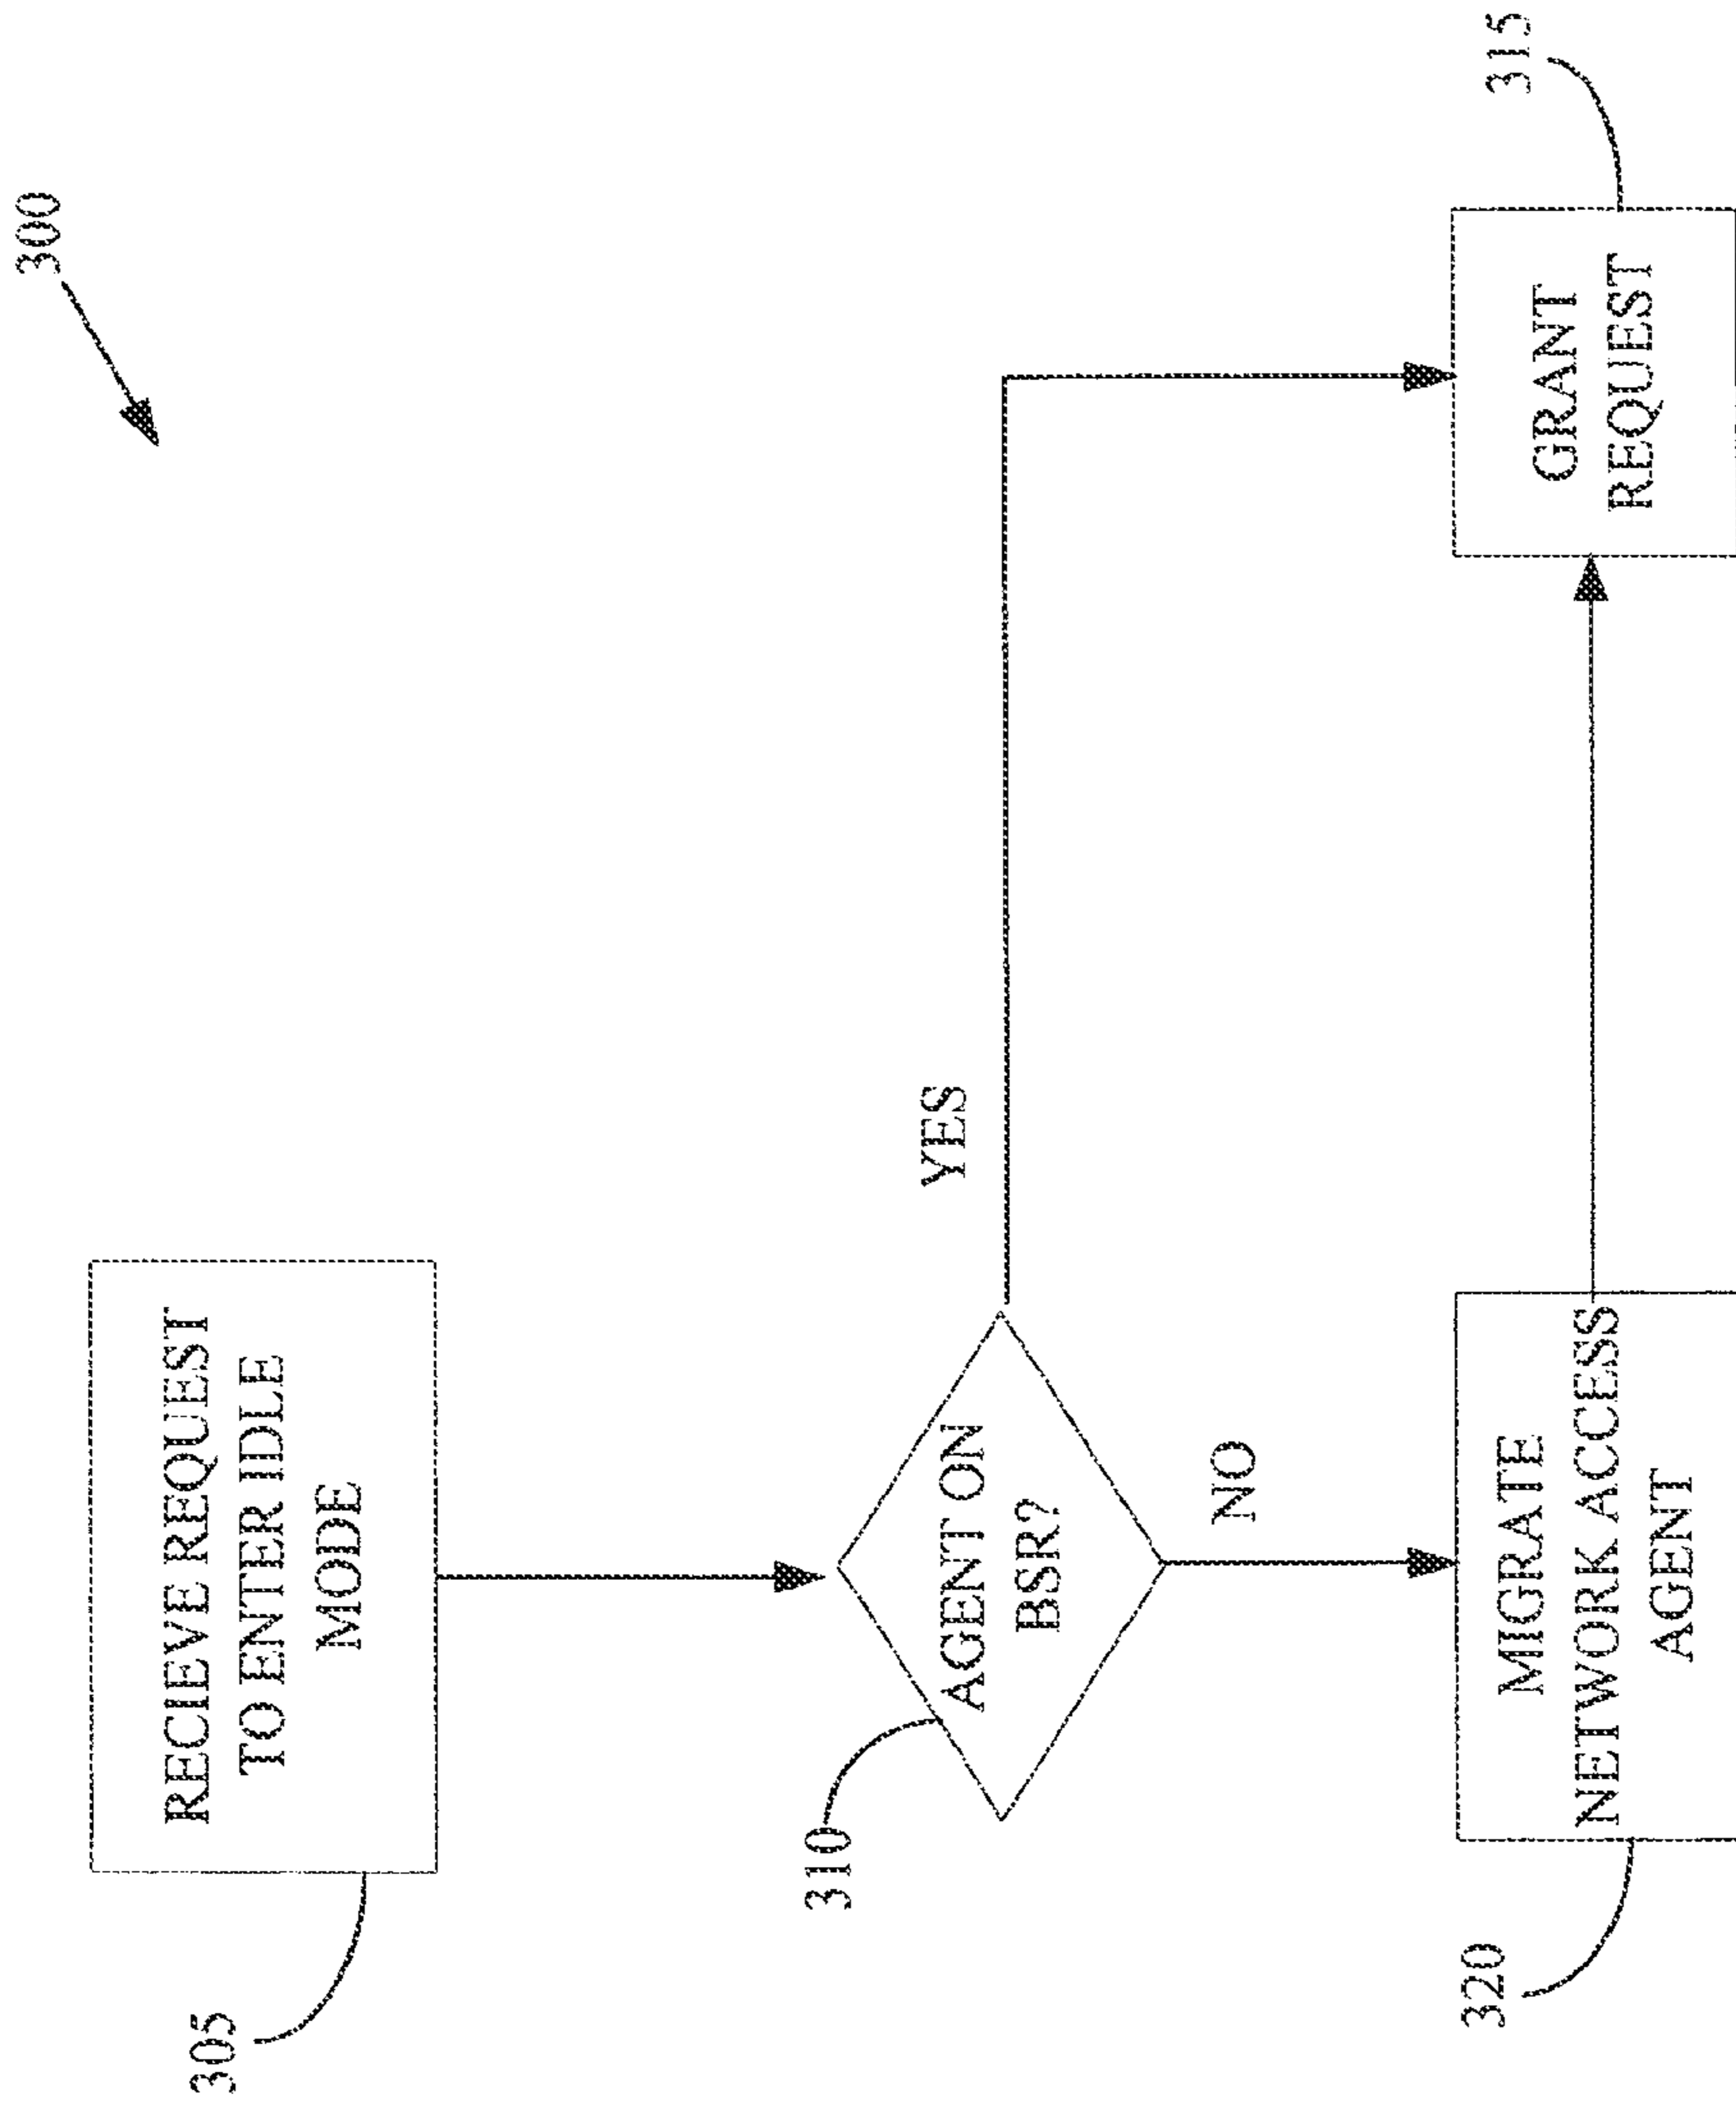 300
305
RECIEVE REQUEST
TO ENTER IDLE
MODE
310
AGENT ON
BSR?
YES
NO
320
MIGRATE
NETWORK ACCESS
AGENT
GRANT
REQUEST
315